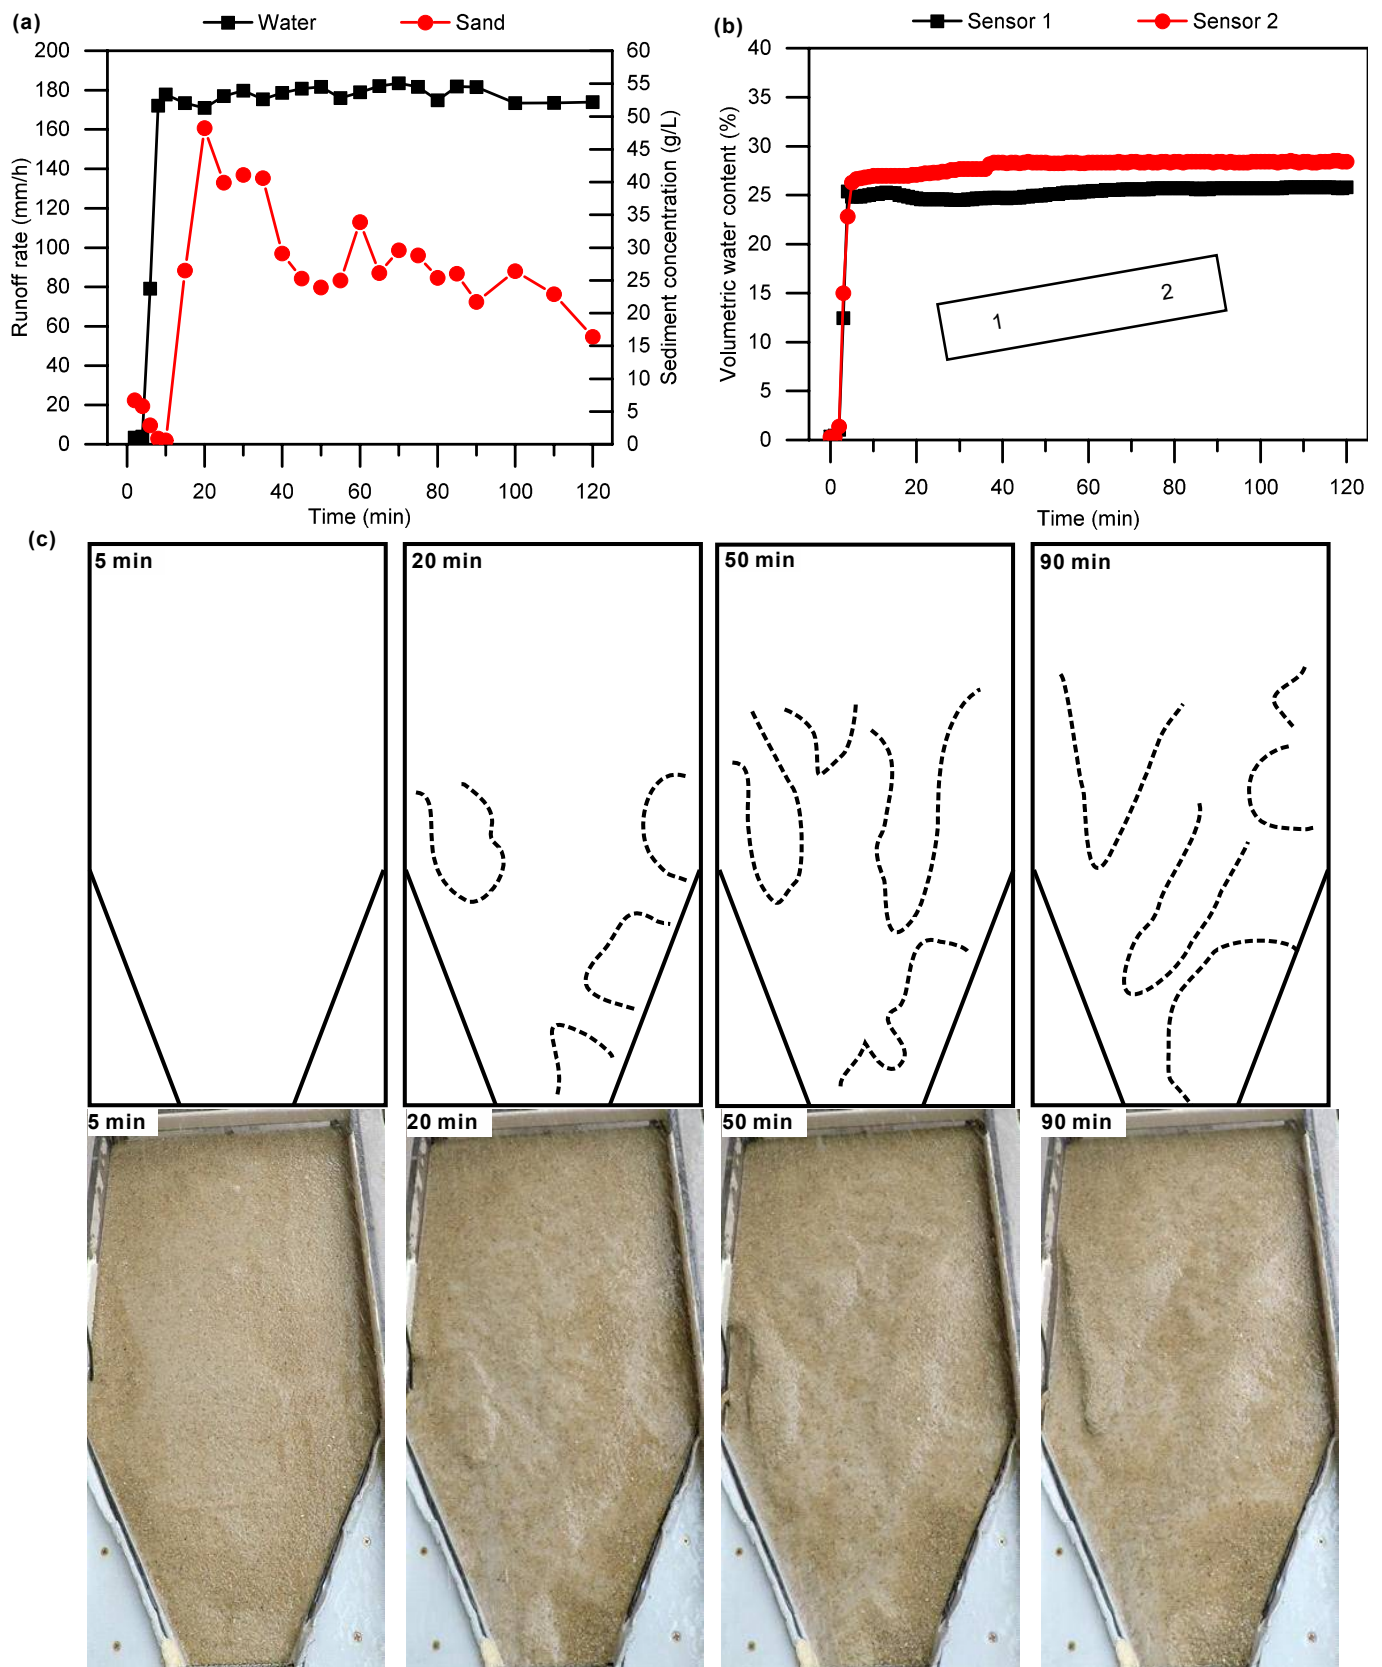 (a)
Water
Sand
200
180
160
140
120
100
80
60
40
20
0
Runoff rate (mm/h)
60
55
50
45
40
35
30
25
20
15
10
5
0
Sediment concentration (g/L)
0 20 40 60 80 100 120
Time (min)
(b)
Sensor 1
Sensor 2
40
35
30
25
20
15
10
5
0
Volumetric water content (%)
1
2
0 20 40 60 80 100 120
Time (min)
(c)
5 min
20 min
50 min
90 min
5 min
20 min
50 min
90 min